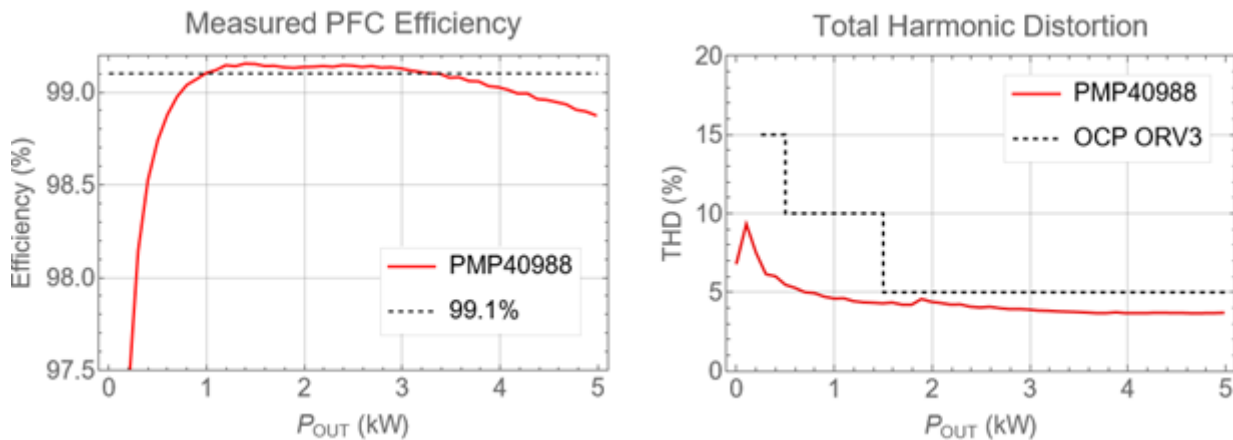 Measured PFC Efficiency
Efficiency (%)
99.0
98.5
98.0
97.5
0 1 2 3 4 5
P_OUT (kW)
PMP40988
99.1%
Total Harmonic Distortion
THD (%)
20
15
10
5
0
0 1 2 3 4 5
P_OUT (kW)
PMP40988
OCP ORV3